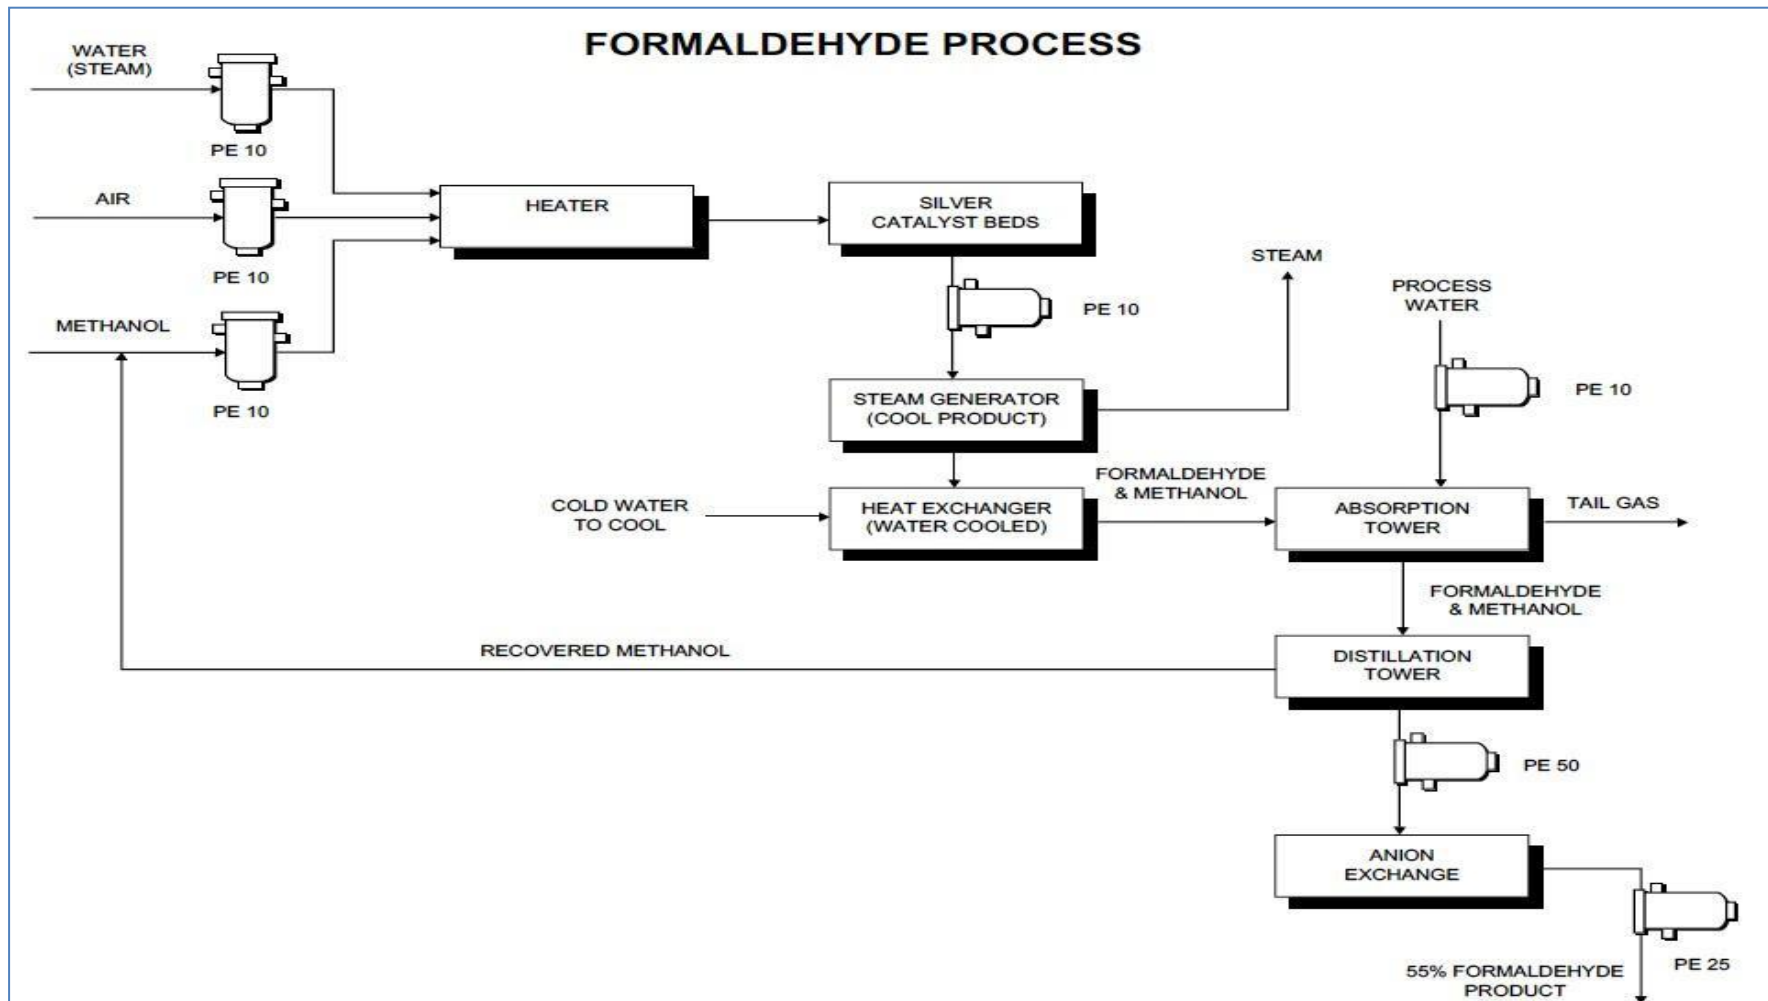 FORMALDEHYDE PROCESS
WATER
(STEAM)
PE 10
AIR
PE 10
METHANOL
PE 10
HEATER
SILVER
CATALYST BEDS
PE 10
STEAM
PROCESS
WATER
PE 10
STEAM GENERATOR
(COOL PRODUCT)
COLD WATER
TO COOL
HEAT EXCHANGER
(WATER COOLED)
FORMALDEHYDE
& METHANOL
ABSORPTION
TOWER
TAIL GAS
FORMALDEHYDE
& METHANOL
RECOVERED METHANOL
DISTILLATION
TOWER
PE 50
ANION
EXCHANGE
PE 25
55% FORMALDEHYDE
PRODUCT